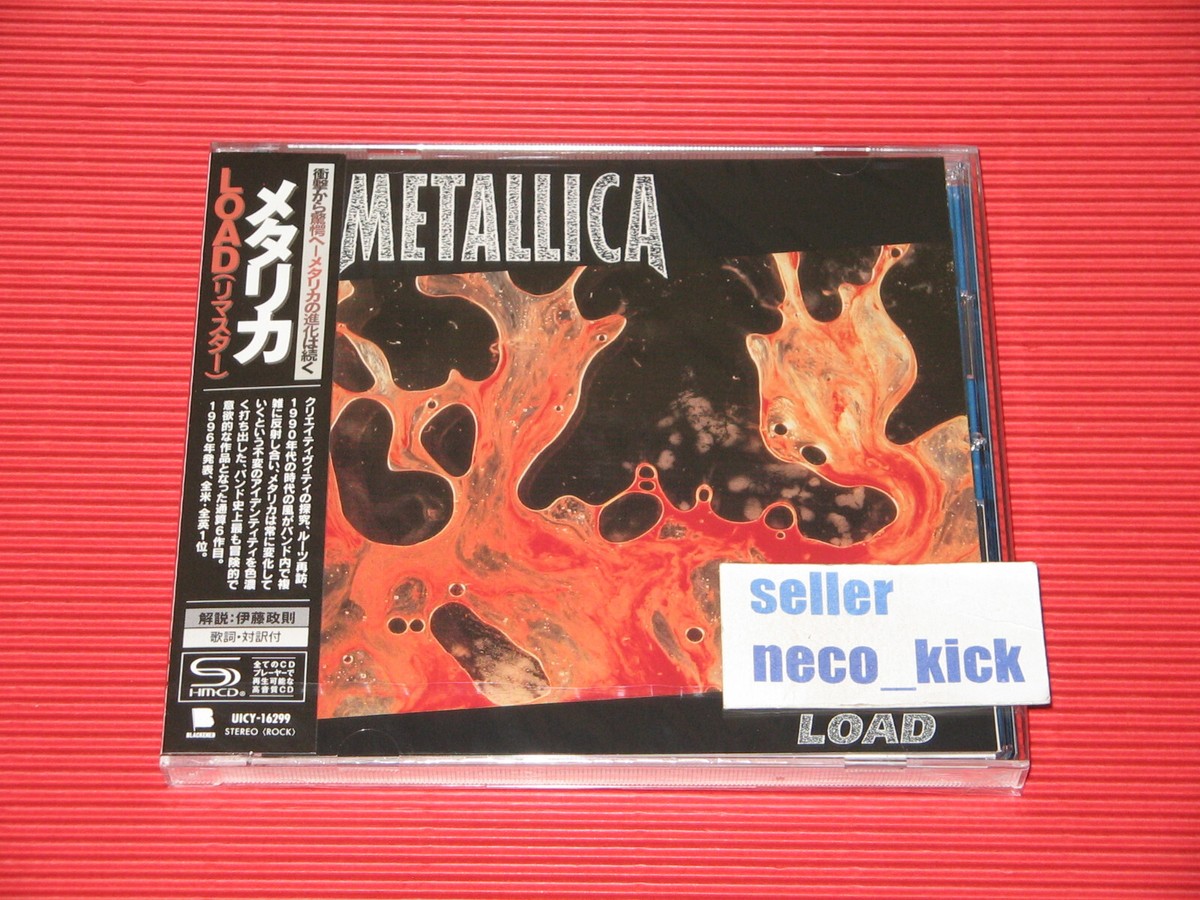 衝撃から驚愕へーメタリカの進化は続く
メタリカ
LOAD(リマスター)
クリエイティヴィティの探究、ルーツ再訪、
1990年代の時代の風がバンド内で複
雑に反射し合い、メタリカは常に変化して
いくという不変のアイデンティティを色濃
く打ち出した、バンド史上最も冒険的で
意欲的な作品となった通算6作目。
1996年発表、全米・全英1位。
解説:伊藤政則
歌詞・対訳付
SHMCD®
全てのCD
プレーヤーで
再生可能な
高音質CD
B
BLACKENED
UICY-16299
STEREO 〈ROCK〉
METALLICA
seller
neco_kick
LOAD